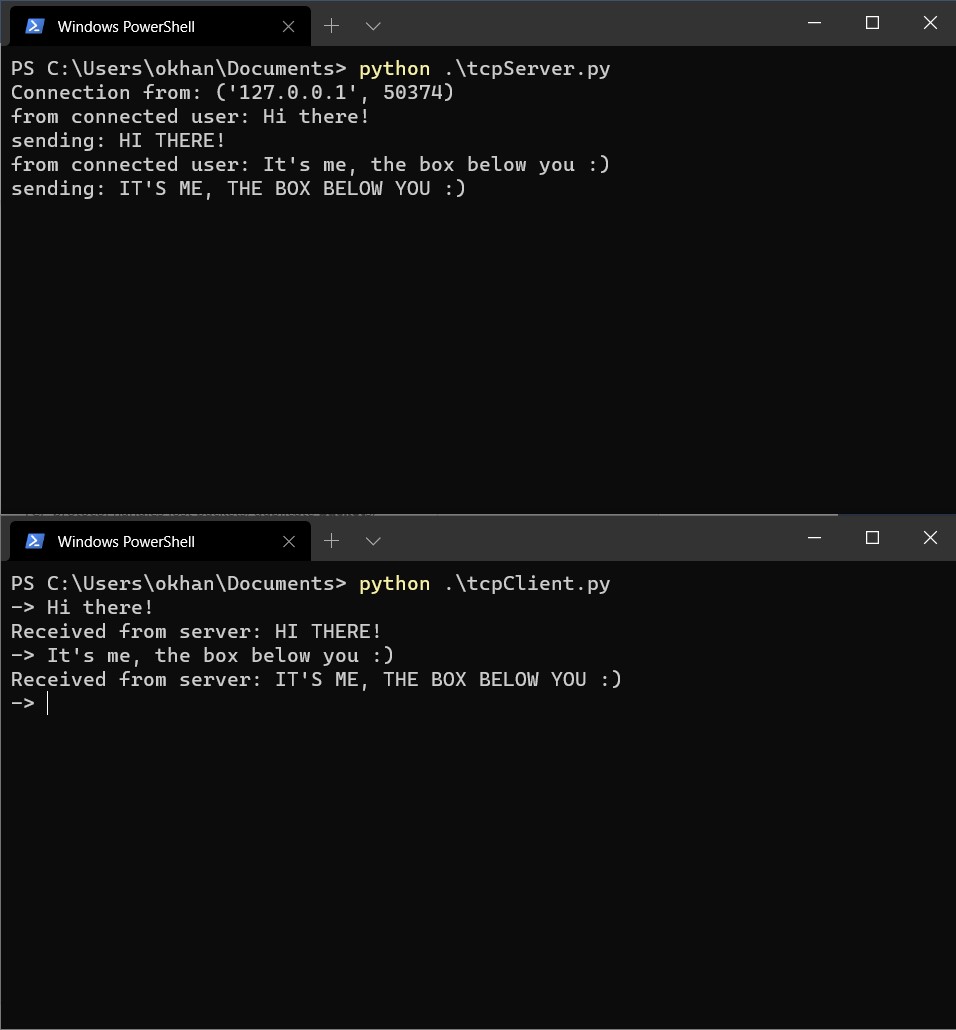 Windows PowerShell
PS C:\Users\okhan\Documents> python .\tcpServer.py
Connection from: ('127.0.0.1', 50374)
from connected user: Hi there!
sending: HI THERE!
from connected user: It's me, the box below you :)
sending: IT'S ME, THE BOX BELOW YOU :)
Windows PowerShell
PS C:\Users\okhan\Documents> python .\tcpClient.py
-> Hi there!
Received from server: HI THERE!
-> It's me, the box below you :)
Received from server: IT'S ME, THE BOX BELOW YOU :)
->